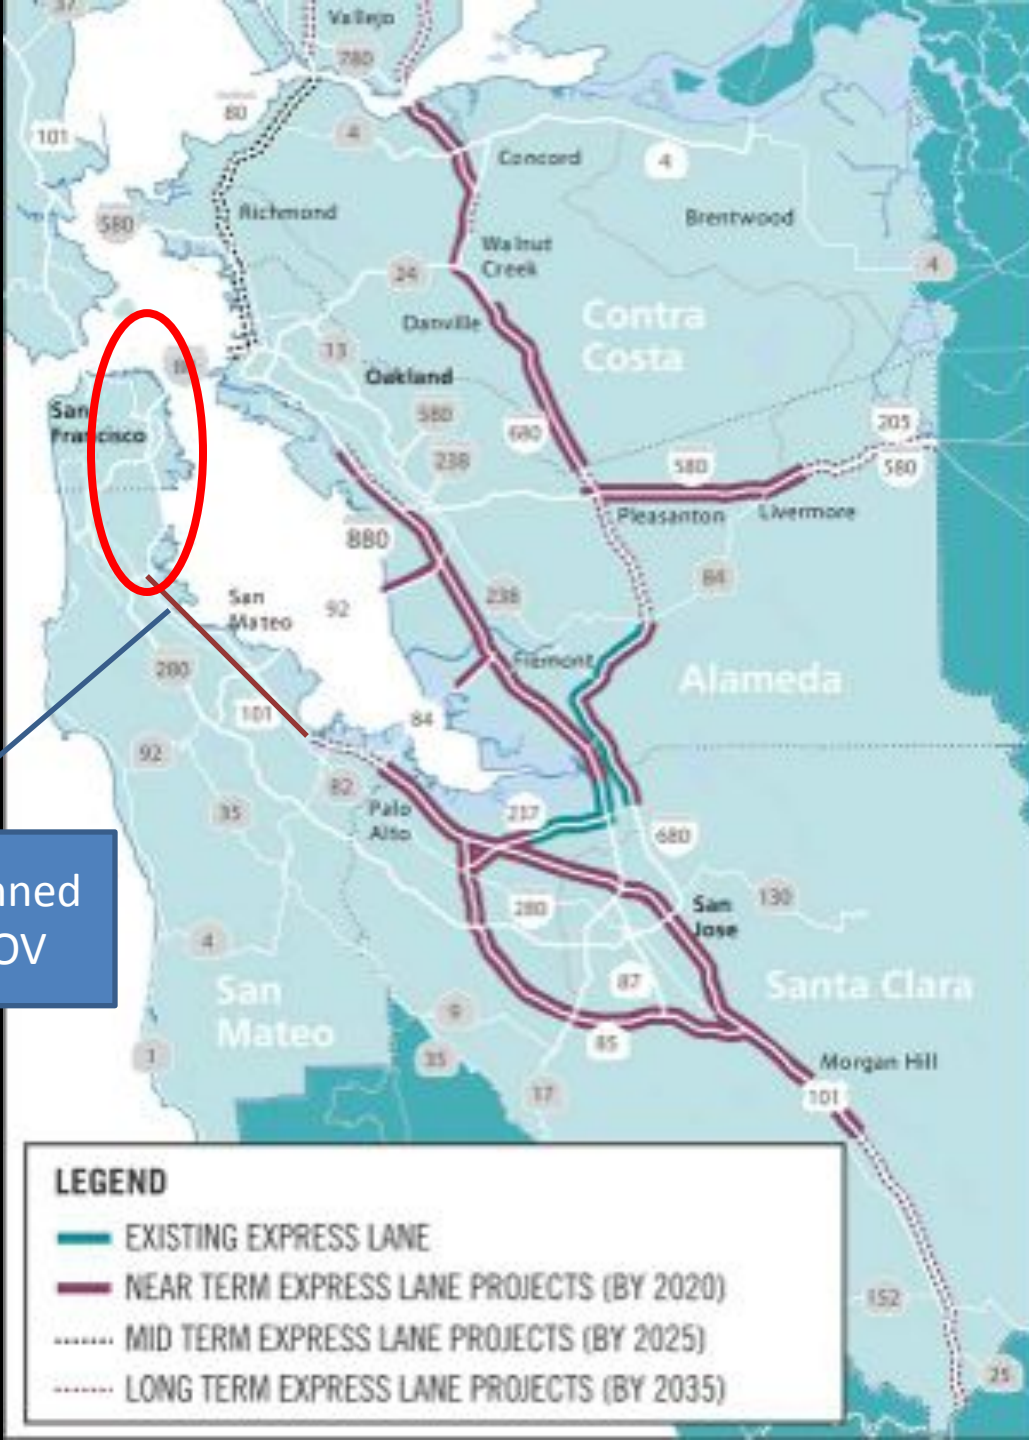 37
Vallejo
780
80
101
4
Concord
4
Richmond
580
Brentwood
Walnut
Creek
24
4
Contra
Costa
Danville
13
Oakland
San
Francisco
580
205
680
238
580
580
Pleasanton
Livermore
880
84
238
San
Mateo
92
Fremont
280
Alameda
101
84
92
82
35
Palo
Alto
237
680
nned
OV
280
130
San
Jose
4
87
Santa Clara
San
Mateo
9
85
1
35
Morgan Hill
17
101
LEGEND
EXISTING EXPRESS LANE
NEAR TERM EXPRESS LANE PROJECTS (BY 2020)
MID TERM EXPRESS LANE PROJECTS (BY 2025)
LONG TERM EXPRESS LANE PROJECTS (BY 2035)
152
25